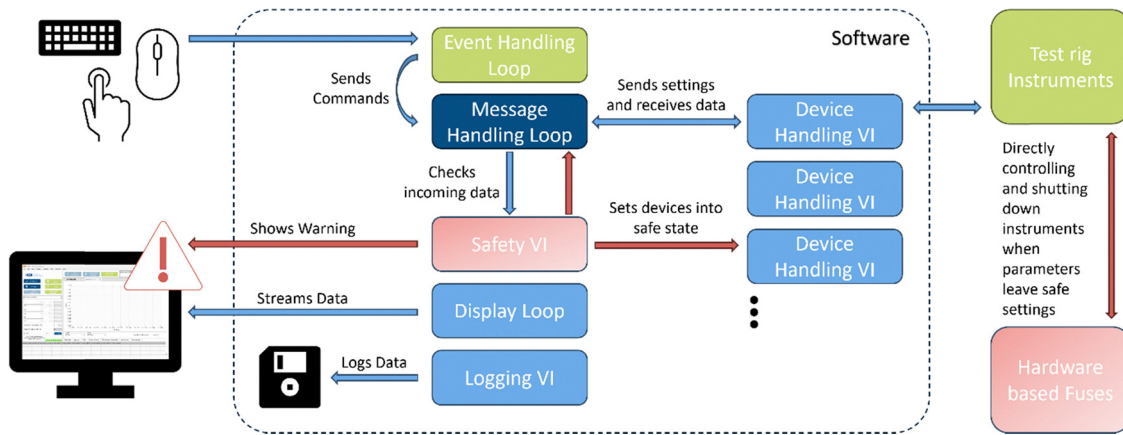 Software
Event Handling
Loop
Sends
Commands
Message
Handling Loop
Sends settings
and receives data
Device
Handling VI
Test rig
Instruments
Checks
incoming data
Device
Handling VI
Directly
controlling
and shutting
down
instruments
when
parameters
leave safe
settings
Shows Warning
Safety VI
Sets devices into
safe state
Device
Handling VI
Streams Data
Display Loop
Logs Data
Logging VI
Hardware
based Fuses